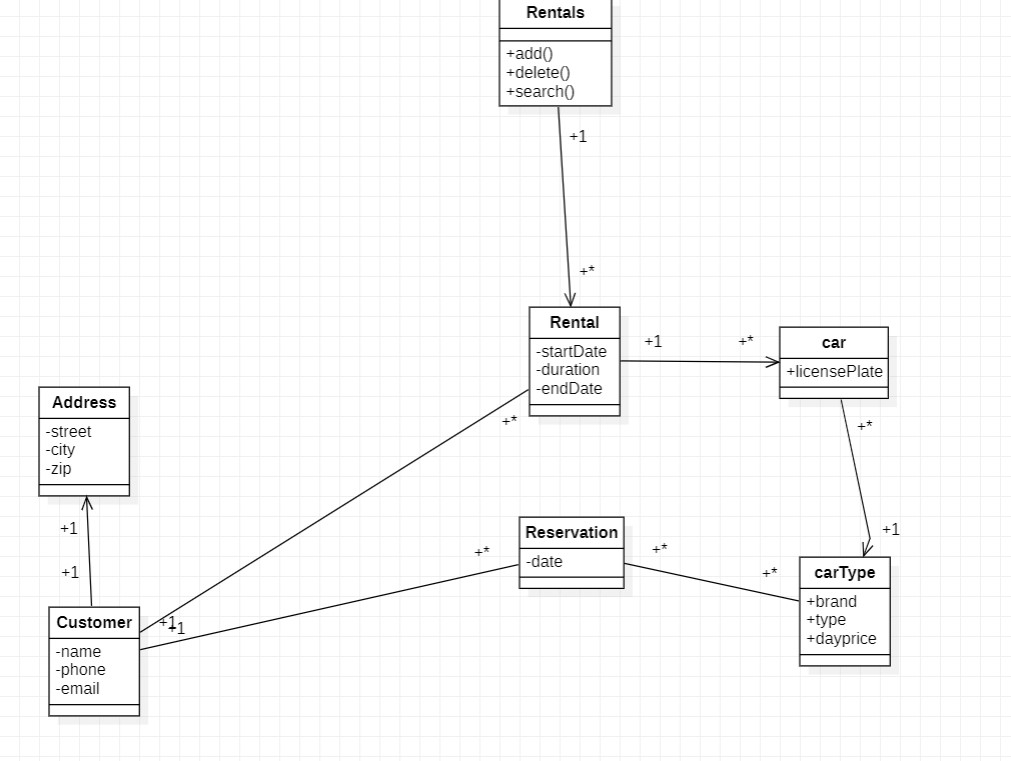 Rentals
+add()
+delete()
+search()
+1
+*
Rental
-startDate
-duration
-endDate
+1
+*
car
+licensePlate
+*
+*
+1
Address
-street
-city
-zip
+1
+1
Reservation
-date
+*
+*
+*
carType
+brand
+type
+dayprice
Customer
-name
-phone
-email
+1
+1